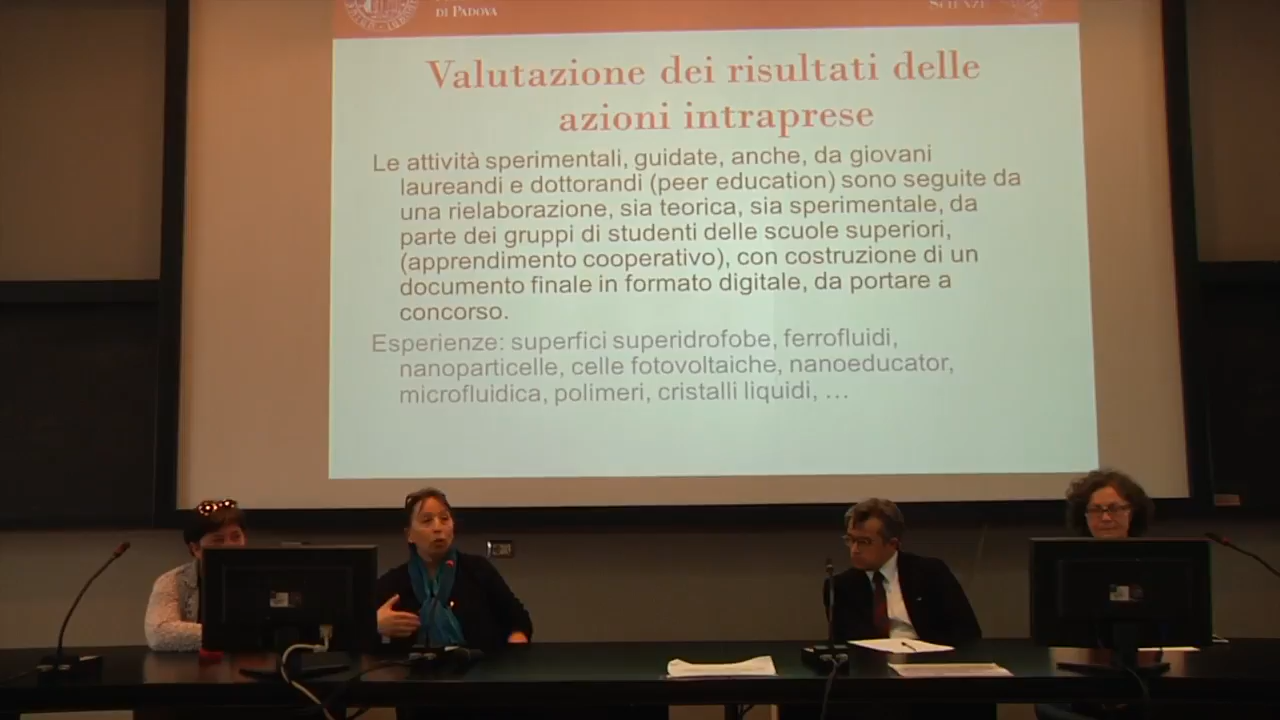 DI PADOVA
Valutazione dei risultati delle
azioni intraprese
Le attività sperimentali, guidate, anche, da giovani
laureandi e dottorandi (peer education) sono seguite da
una rielaborazione, sia teorica, sia sperimentale, da
parte dei gruppi di studenti delle scuole superiori,
(apprendimento cooperativo), con costruzione di un
documento finale in formato digitale, da portare a
concorso.
Esperienze: superfici superidrofobe, ferrofluidi,
nanoparticelle, celle fotovoltaiche, nanoeducator,
microfluidica, polimeri, cristalli liquidi, …